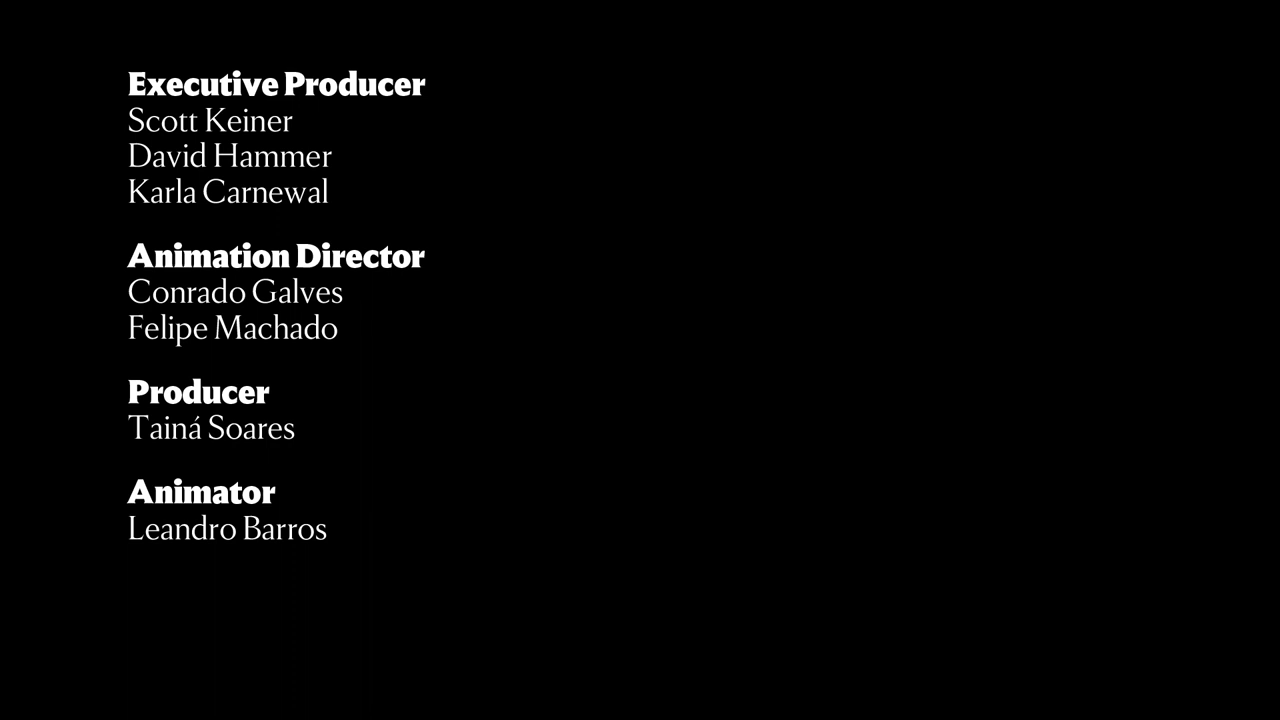 Executive Producer
Scott Keiner
David Hammer
Karla Carnewal
Animation Director
Conrado Galves
Felipe Machado
Producer
Tainá Soares
Animator
Leandro Barros